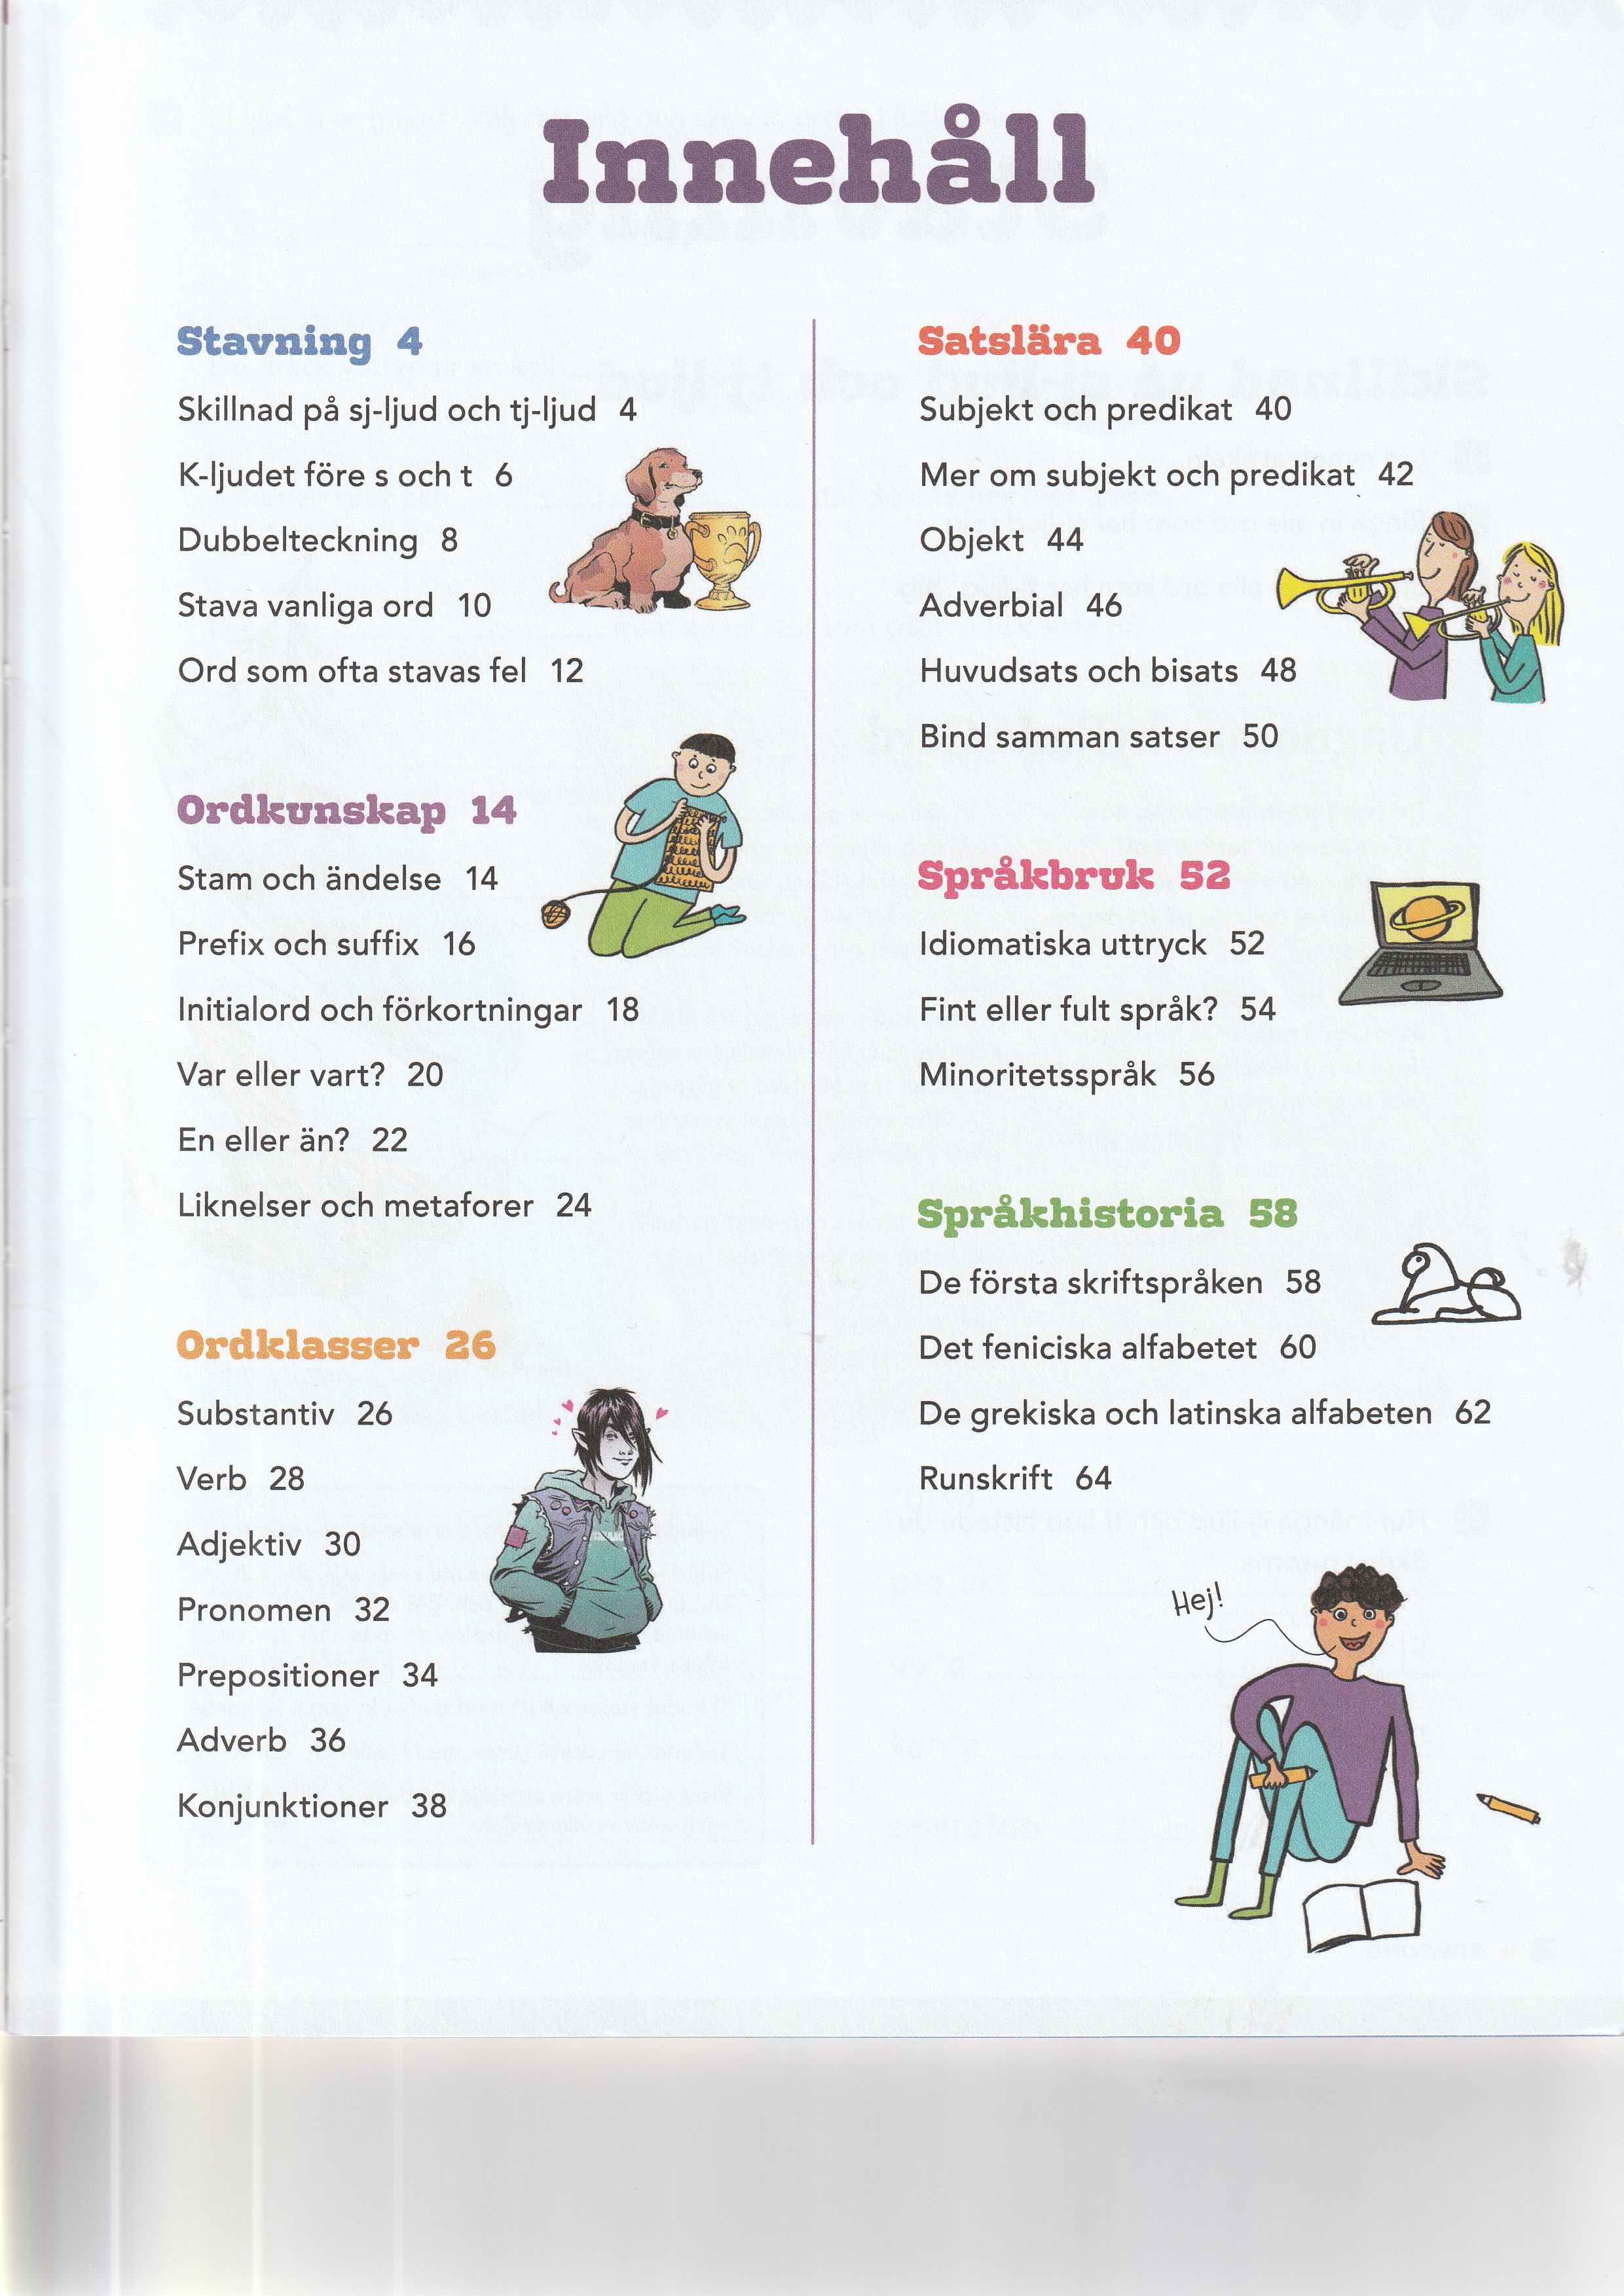 Innehåll
Stavning 4
Skillnad på sj-ljud och tj-ljud 4
K-ljudet före s och t 6
Dubbelteckning 8
Stava vanliga ord 10
Ord som ofta stavas fel 12
Ordkunskap 14
Stam och ändelse 14
Prefix och suffix 16
Initialord och förkortningar 18
Var eller vart? 20
En eller än? 22
Liknelser och metaforer 24
Ordklasser 26
Substantiv 26
Verb 28
Adjektiv 30
Pronomen 32
Prepositioner 34
Adverb 36
Konjunktioner 38
Satslära 40
Subjekt och predikat 40
Mer om subjekt och predikat 42
Objekt 44
Adverbial 46
Huvudsats och bisats 48
Bind samman satser 50
Språkbruk 52
Idiomatiska uttryck 52
Fint eller fult språk? 54
Minoritetsspråk 56
Språkhistoria 58
De första skriftspråken 58
Det feniciska alfabetet 60
De grekiska och latinska alfabeten 62
Runskrift 64
Hej!